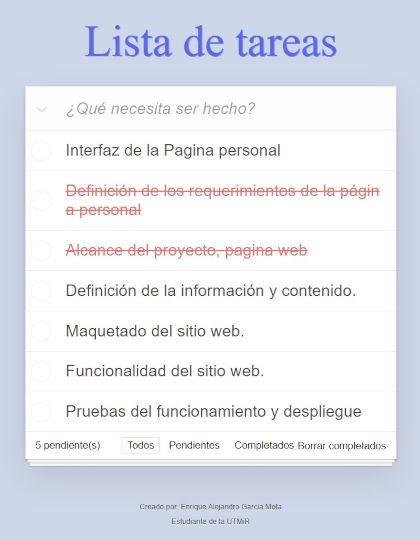 Lista de tareas
¿Qué necesita ser hecho?
Interfaz de la Pagina personal
Definición de los requerimientos de la págin
a personal
Alcance del proyecto, pagina web
Definición de la información y contenido.
Maquetado del sitio web.
Funcionalidad del sitio web.
Pruebas del funcionamiento y despliegue
5 pendiente(s) Todos Pendientes Completados Borrar completados
Creado por: Enrique Alejandro García Mota
Estudiante de la UTMiR